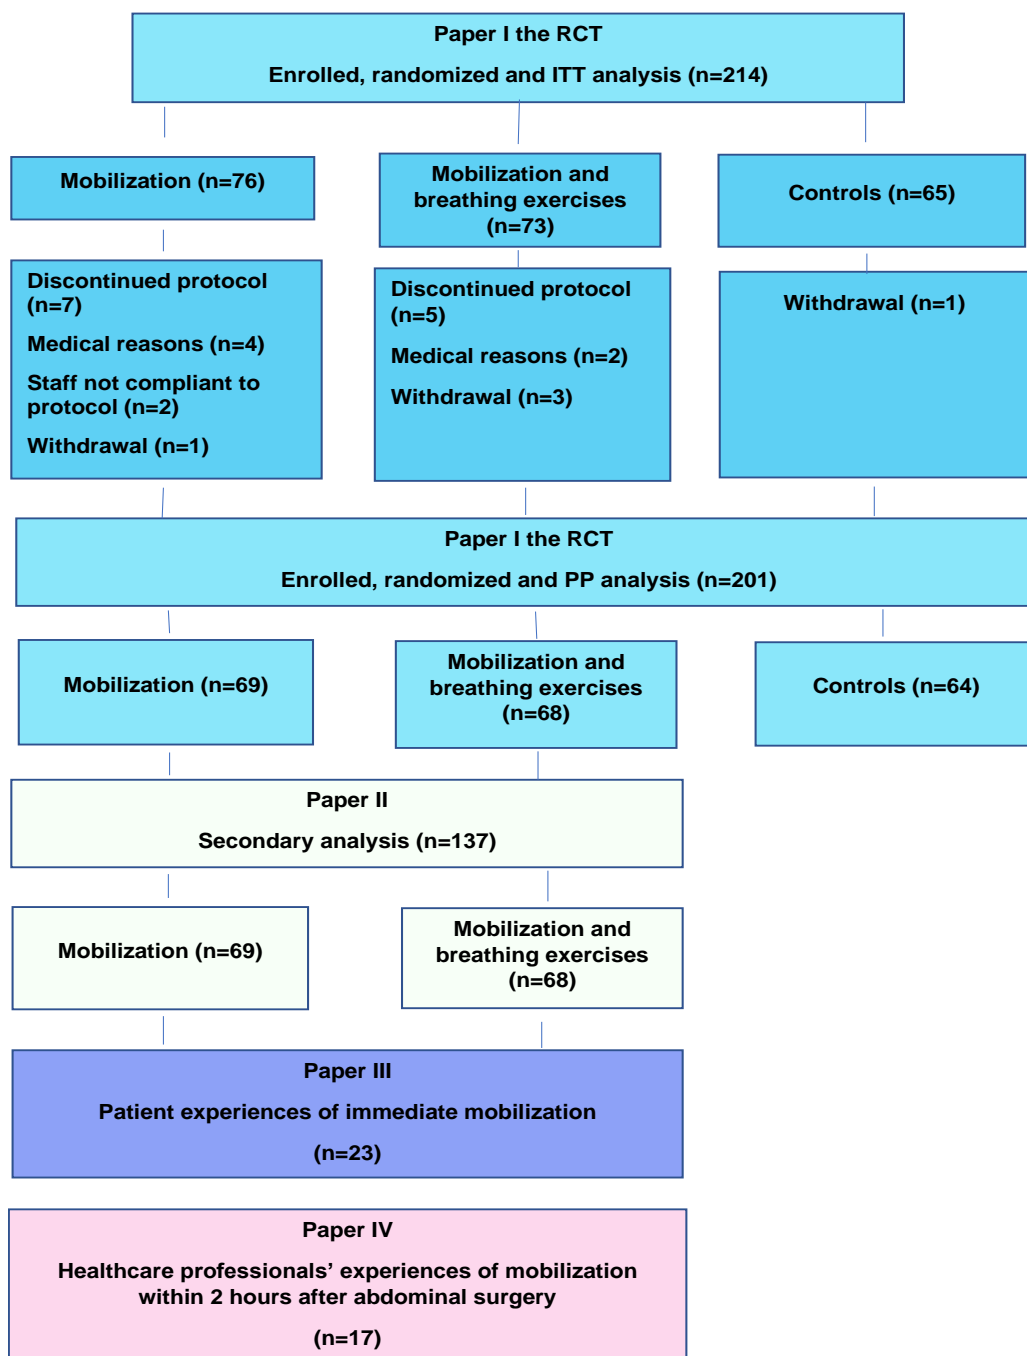 Paper I the RCT
Enrolled, randomized and ITT analysis (n=214)
Mobilization (n=76)
Mobilization and
breathing exercises
(n=73)
Controls (n=65)
Discontinued protocol
(n=7)
Medical reasons (n=4)
Staff not compliant to
protocol (n=2)
Withdrawal (n=1)
Discontinued protocol
(n=5)
Medical reasons (n=2)
Withdrawal (n=3)
Withdrawal (n=1)
Paper I the RCT
Enrolled, randomized and PP analysis (n=201)
Mobilization (n=69)
Mobilization and
breathing exercises
(n=68)
Controls (n=64)
Paper II
Secondary analysis (n=137)
Mobilization (n=69)
Mobilization and
breathing exercises
(n=68)
Paper III
Patient experiences of immediate mobilization
(n=23)
Paper IV
Healthcare professionals’ experiences of mobilization
within 2 hours after abdominal surgery
(n=17)